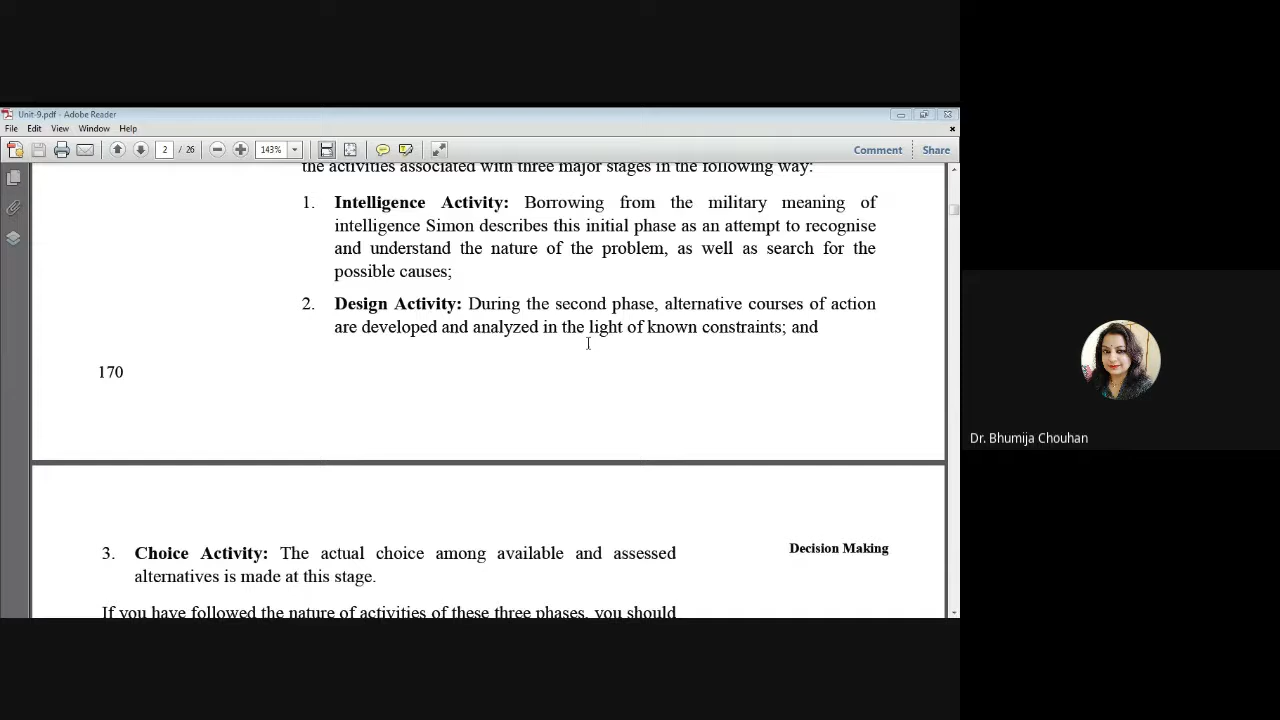 Unit-9.pdf - Adobe Reader
File Edit View Window Help
2 / 26 143% Comment Share
the activities associated with three major stages in the following way:
1. Intelligence Activity: Borrowing from the military meaning of
intelligence Simon describes this initial phase as an attempt to recognise
and understand the nature of the problem, as well as search for the
possible causes;
2. Design Activity: During the second phase, alternative courses of action
are developed and analyzed in the light of known constraints; and
170
3. Choice Activity: The actual choice among available and assessed
alternatives is made at this stage.
Decision Making
If you have followed the nature of activities of these three phases, you should
Dr. Bhumija Chouhan